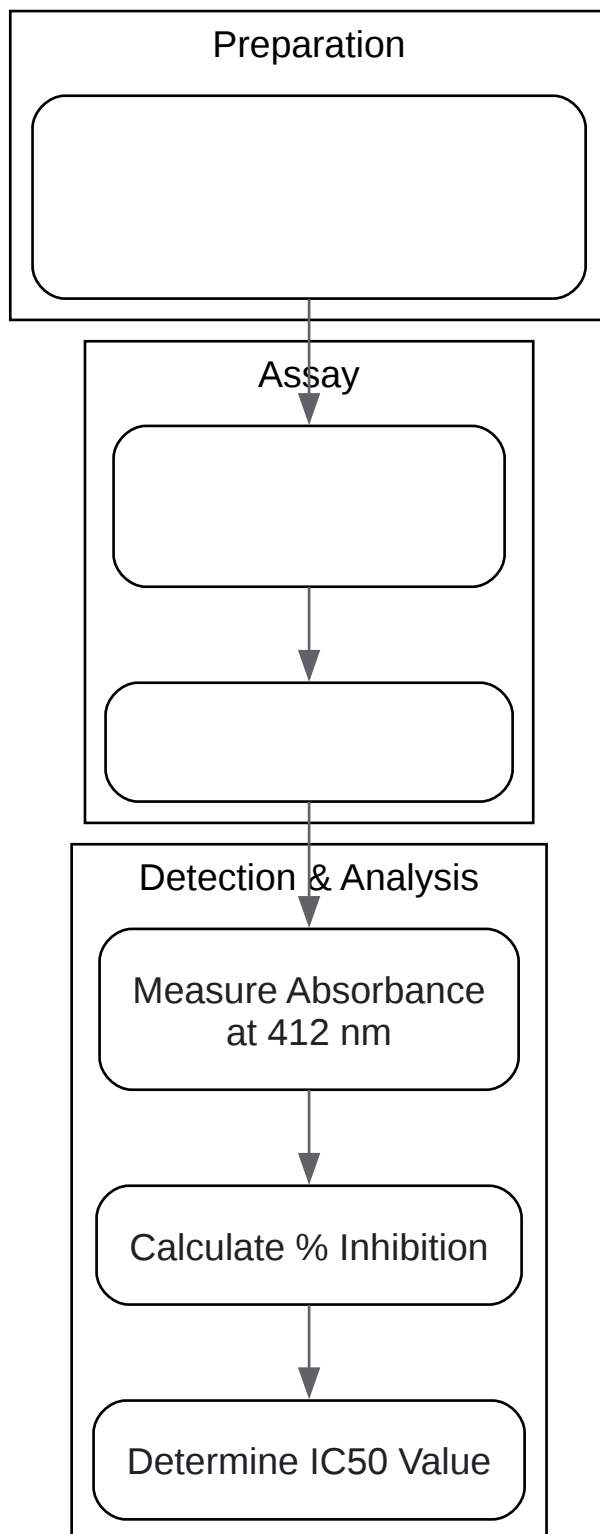 Preparation
Assay
Detection & Analysis
Measure Absorbance
at 412 nm
Calculate % Inhibition
Determine IC50 Value